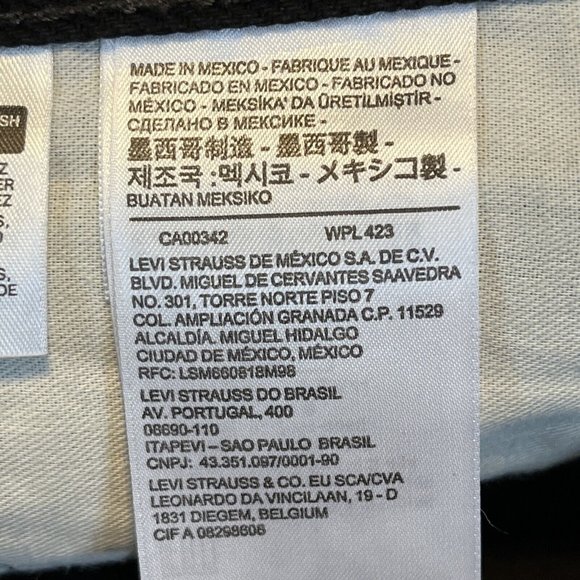 MADE IN MEXICO - FABRIQUE AU MEXIQUE -
FABRICADO EN MEXICO - FABRICADO NO
MÉXICO - MEKSİKA' DA ÜRETİLMİŞTİR -
СДЕЛАНО В МЕКСИКЕ -
墨西哥制造 - 墨西哥製 -
제조국 :멕시코 - メキシコ製 -
BUATAN MEKSIKO
CA00342 WPL 423
LEVI STRAUSS DE MÉXICO S.A. DE C.V.
BLVD. MIGUEL DE CERVANTES SAAVEDRA
NO. 301, TORRE NORTE PISO 7
COL. AMPLIACIÓN GRANADA C.P. 11529
ALCALDÍA. MIGUEL HIDALGO
CIUDAD DE MÉXICO, MÉXICO
RFC: LSM660818M98
LEVI STRAUSS DO BRASIL
AV. PORTUGAL, 400
06690-110
ITAPEVI – SAO PAULO BRASIL
CNPJ: 43.351.097/0001-90
LEVI STRAUSS & CO. EU SCA/CVA
LEONARDO DA VINCILAAN, 19 - D
1831 DIEGEM, BELGIUM
CIF A 08298606